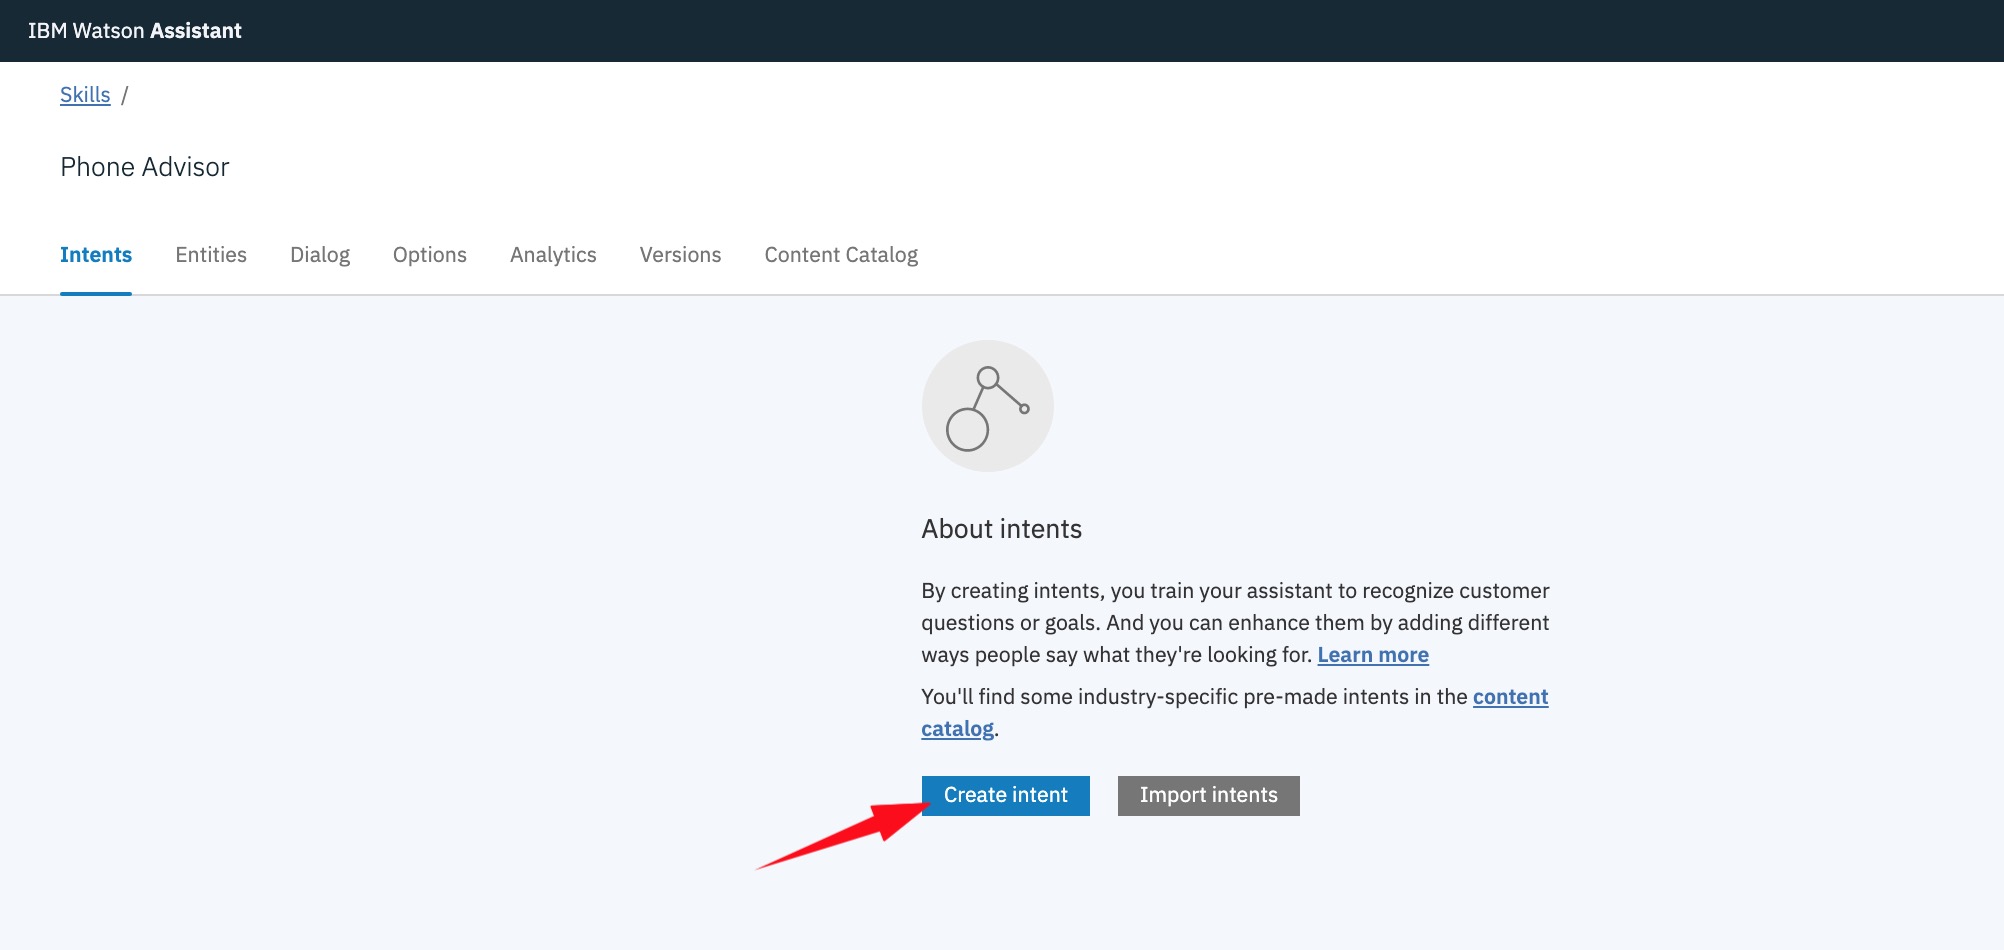 IBM Watson Assistant
Skills /
Phone Advisor
Intents Entities Dialog Options Analytics Versions Content Catalog
About intents
By creating intents, you train your assistant to recognize customer
questions or goals. And you can enhance them by adding different
ways people say what they're looking for. Learn more
You'll find some industry-specific pre-made intents in the content
catalog.
Create intent Import intents